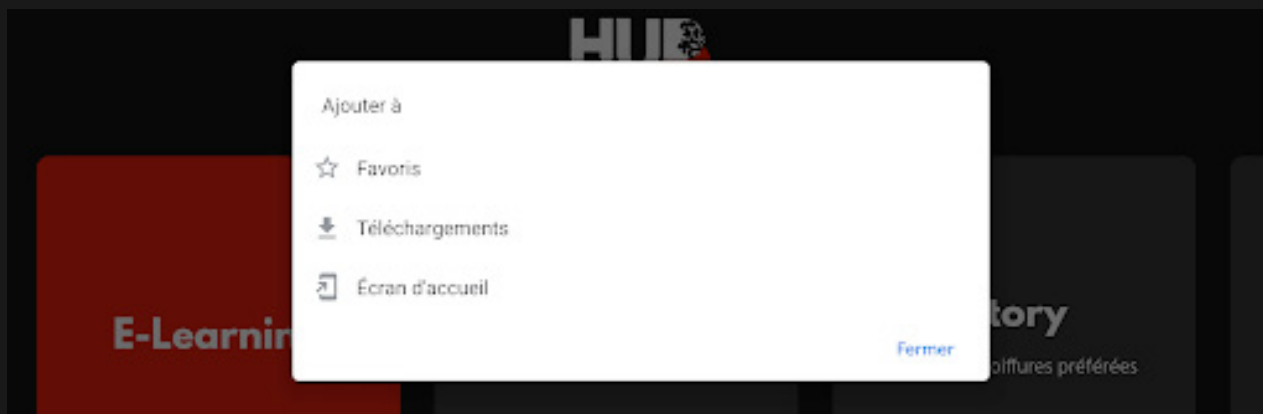 HUB
Ajouter à
Favoris
Téléchargements
Écran d'accueil
Fermer
E-Learnin
tory
oiffures préférées